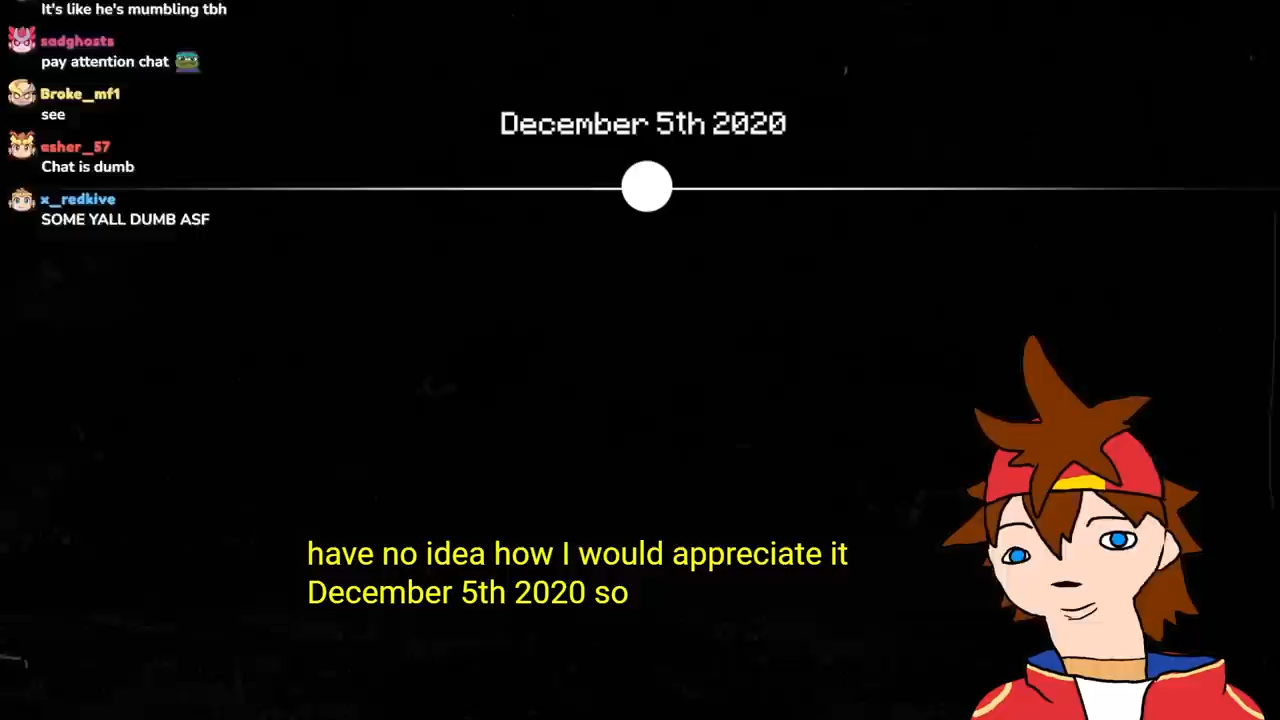 It's like he's mumbling tbh
sadghosts
pay attention chat
Broke_mf1
see
asher_57
Chat is dumb
x_redkive
SOME YALL DUMB ASF
December 5th 2020
have no idea how I would appreciate it
December 5th 2020 so